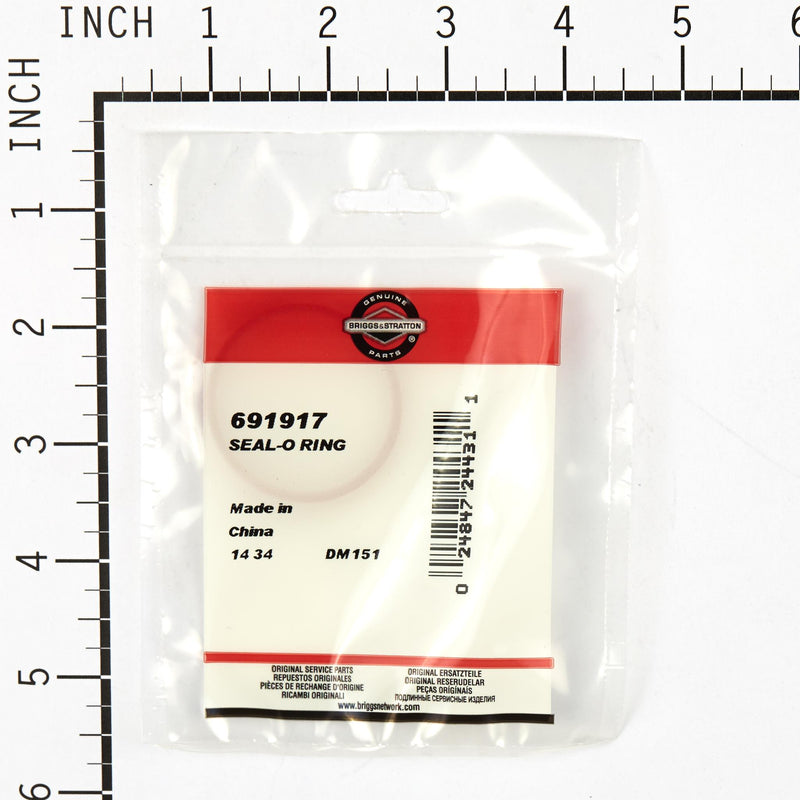 INCH 1 2 3 4 5 6
INCH
1
2
3
4
5
6
GENUINE
BRIGGS&STRATTON
®
PARTS
691917
SEAL-O RING
Made in
China
14 34 DM151
0 24847 24431 1
ORIGINAL SERVICE PARTS
REPUESTOS ORIGINALES
PIÈCES DE RECHANGE D'ORIGINE
RICAMBI ORIGINALI
ORIGINAL ERSATZTEILE
ORIGINAL RESERUDELAR
PEÇAS ORIGÍNAIS
ПОДЛИННЫЕ СЕРВИСНЫЕ ИЗДЕЛИЯ
www.briggsnetwork.com